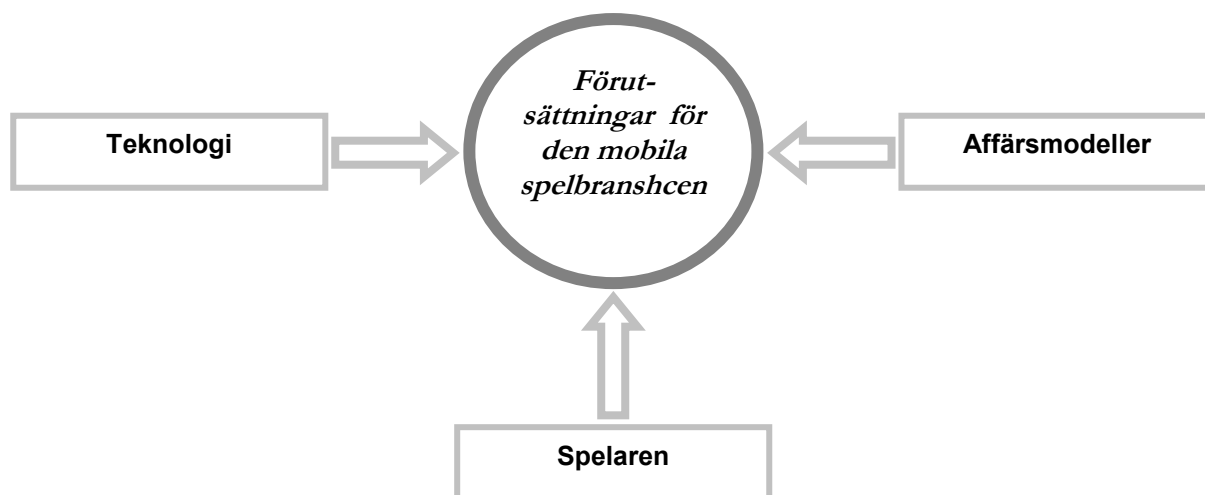 Förut-
sättningar för
den mobila
spelbranshcen
Teknologi
Affärsmodeller
Spelaren